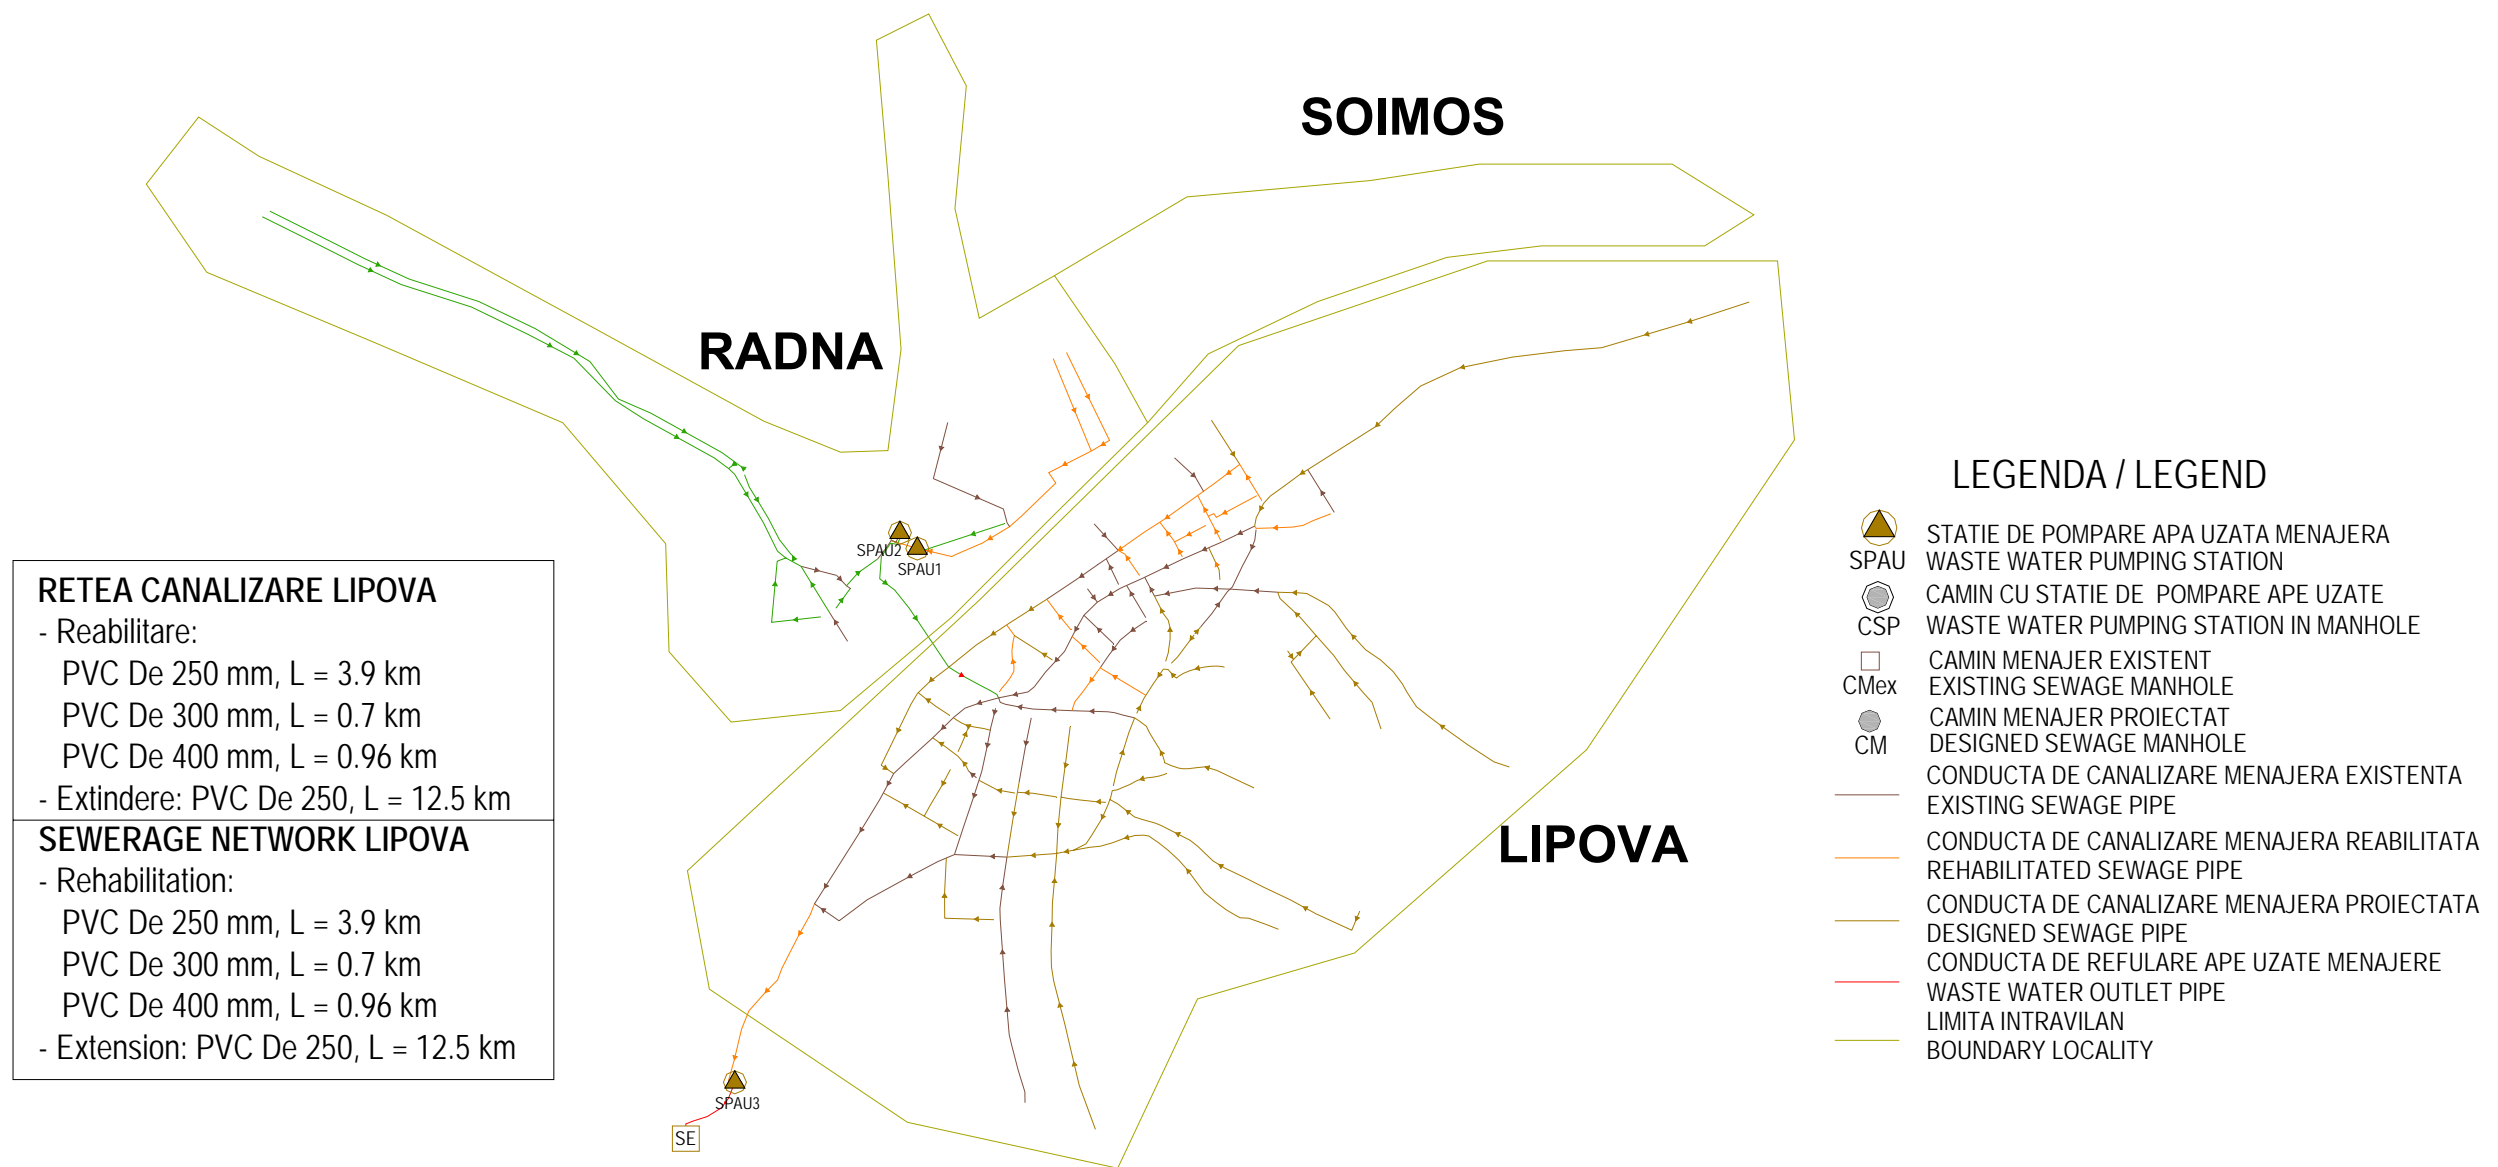 SOIMOS
RADNA
SPAU2
SPAU1
LIPOVA
SPAU3
SE
RETEA CANALIZARE LIPOVA
- Reabilitare:
PVC De 250 mm, L = 3.9 km
PVC De 300 mm, L = 0.7 km
PVC De 400 mm, L = 0.96 km
- Extindere: PVC De 250, L = 12.5 km
SEWERAGE NETWORK LIPOVA
- Rehabilitation:
PVC De 250 mm, L = 3.9 km
PVC De 300 mm, L = 0.7 km
PVC De 400 mm, L = 0.96 km
- Extension: PVC De 250, L = 12.5 km
LEGENDA / LEGEND
STATIE DE POMPARE APA UZATA MENAJERA
SPAU WASTE WATER PUMPING STATION
CAMIN CU STATIE DE POMPARE APE UZATE
CSP WASTE WATER PUMPING STATION IN MANHOLE
CAMIN MENAJER EXISTENT
CMex EXISTING SEWAGE MANHOLE
CAMIN MENAJER PROIECTAT
CM DESIGNED SEWAGE MANHOLE
CONDUCTA DE CANALIZARE MENAJERA EXISTENTA
EXISTING SEWAGE PIPE
CONDUCTA DE CANALIZARE MENAJERA REABILITATA
REHABILITATED SEWAGE PIPE
CONDUCTA DE CANALIZARE MENAJERA PROIECTATA
DESIGNED SEWAGE PIPE
CONDUCTA DE REFULARE APE UZATE MENAJERE
WASTE WATER OUTLET PIPE
LIMITA INTRAVILAN
BOUNDARY LOCALITY